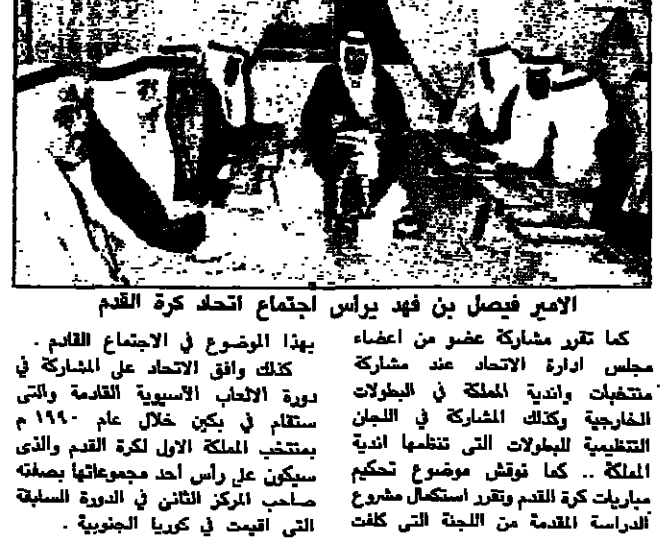 الامير فيصل بن فهد يرأس اجتماع اتحاد كرة القدم
كما تقرر مشاركة عضو من اعضاء
مجلس ادارة الاتحاد عند مشاركة
منتخبات واندية المملكة في البطولات
الخارجية وكذلك المشاركة في اللجان
التنظيمية للبطولات التى تنظمها اندية
المملكة .. كما نوقش موضوع تحكيم
مباريات كرة القدم وتقرر استكمال مشروع
الدراسة المقدمة من اللجنة التى كلفت
بهذا الموضوع في الاجتماع القادم .
كذلك وافق الاتحاد على المشاركة في
دورة الالعاب الآسيوية القادمة والتى
ستقام في بكين خلال عام ١٩٩٠ م
بمنتخب المملكة الاول لكرة القدم والذى
سيكون على رأس احد مجموعاتها بصفته
صاحب المركز الثانى في الدورة السابقة
التى اقيمت في كوريا الجنوبية .